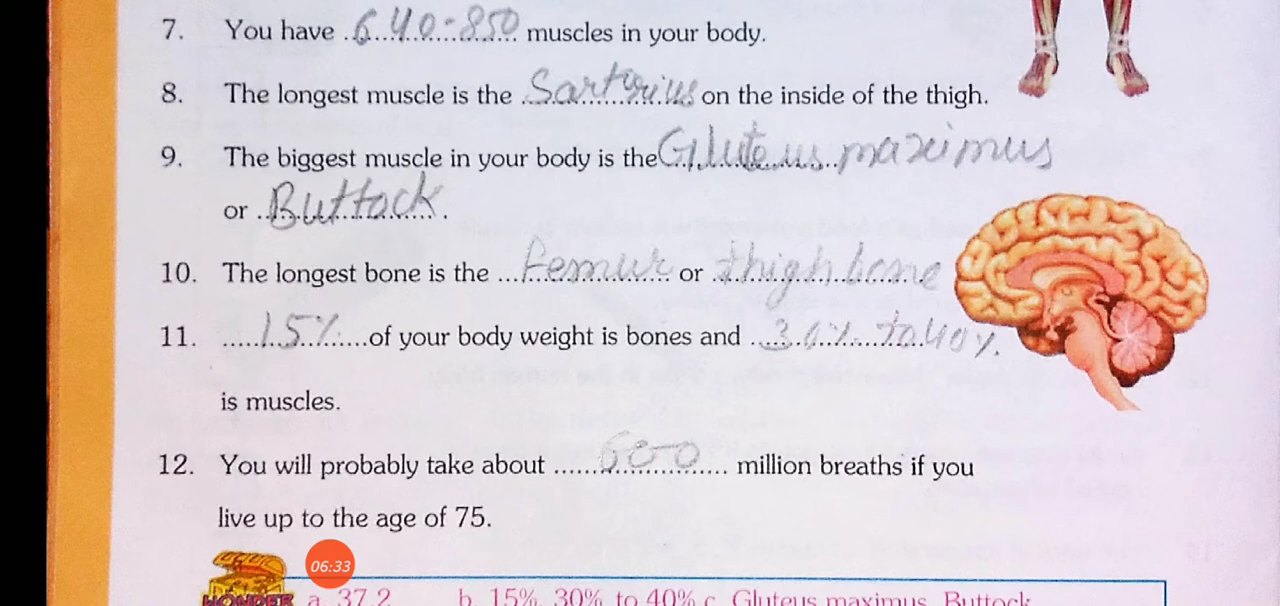 7. You have 640-850 muscles in your body.
8. The longest muscle is the Sartorius on the inside of the thigh.
9. The biggest muscle in your body is the Gluteus maximus
or Buttock.
10. The longest bone is the Femur or thigh bone
11. 15% of your body weight is bones and 30% to 40%.
is muscles.
12. You will probably take about million breaths if you
live up to the age of 75.
06:33
WONDER a. 37.2 b. 15%, 30% to 40% c. Gluteus maximus, Buttock